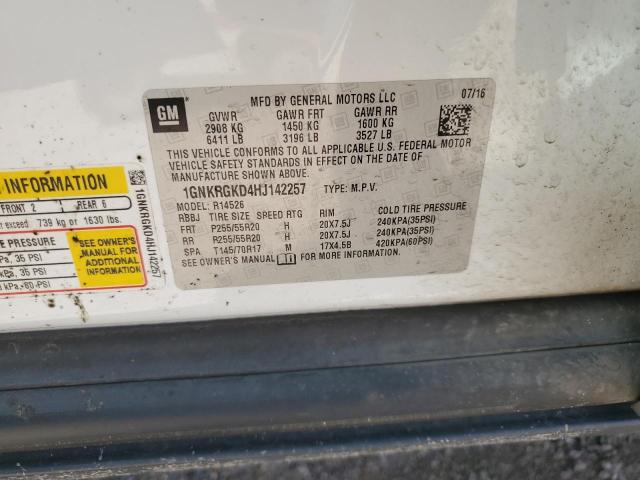 GM
MFD BY GENERAL MOTORS LLC 07/16
GVWR GAWR FRT GAWR RR
2908 KG 1450 KG 1600 KG
6411 LB 3196 LB 3527 LB
THIS VEHICLE CONFORMS TO ALL APPLICABLE U.S. FEDERAL MOTOR
VEHICLE SAFETY STANDARDS IN EFFECT ON THE DATE OF
MANUFACTURE SHOWN ABOVE.
1GNKRGKD4HJ142257 TYPE: M.P.V.
MODEL: R14526
RBBJ TIRE SIZE SPEED RTG RIM COLD TIRE PRESSURE
FRT P255/55R20 H 20X7.5J 240KPA(35PSI)
RR P255/55R20 H 20X7.5J 240KPA(35PSI)
SPA T145/70R17 M 17X4.5B 420KPA(60PSI)
SEE OWNER'S MANUAL FOR MORE INFORMATION
INFORMATION
FRONT 2 REAR 6
exceed 739 kg or 1630 lbs.
PRESSURE
35 PSI
35 PSI
SEE OWNER'S
MANUAL FOR
ADDITIONAL
INFORMATION
1GNKRGKD4HJ142257